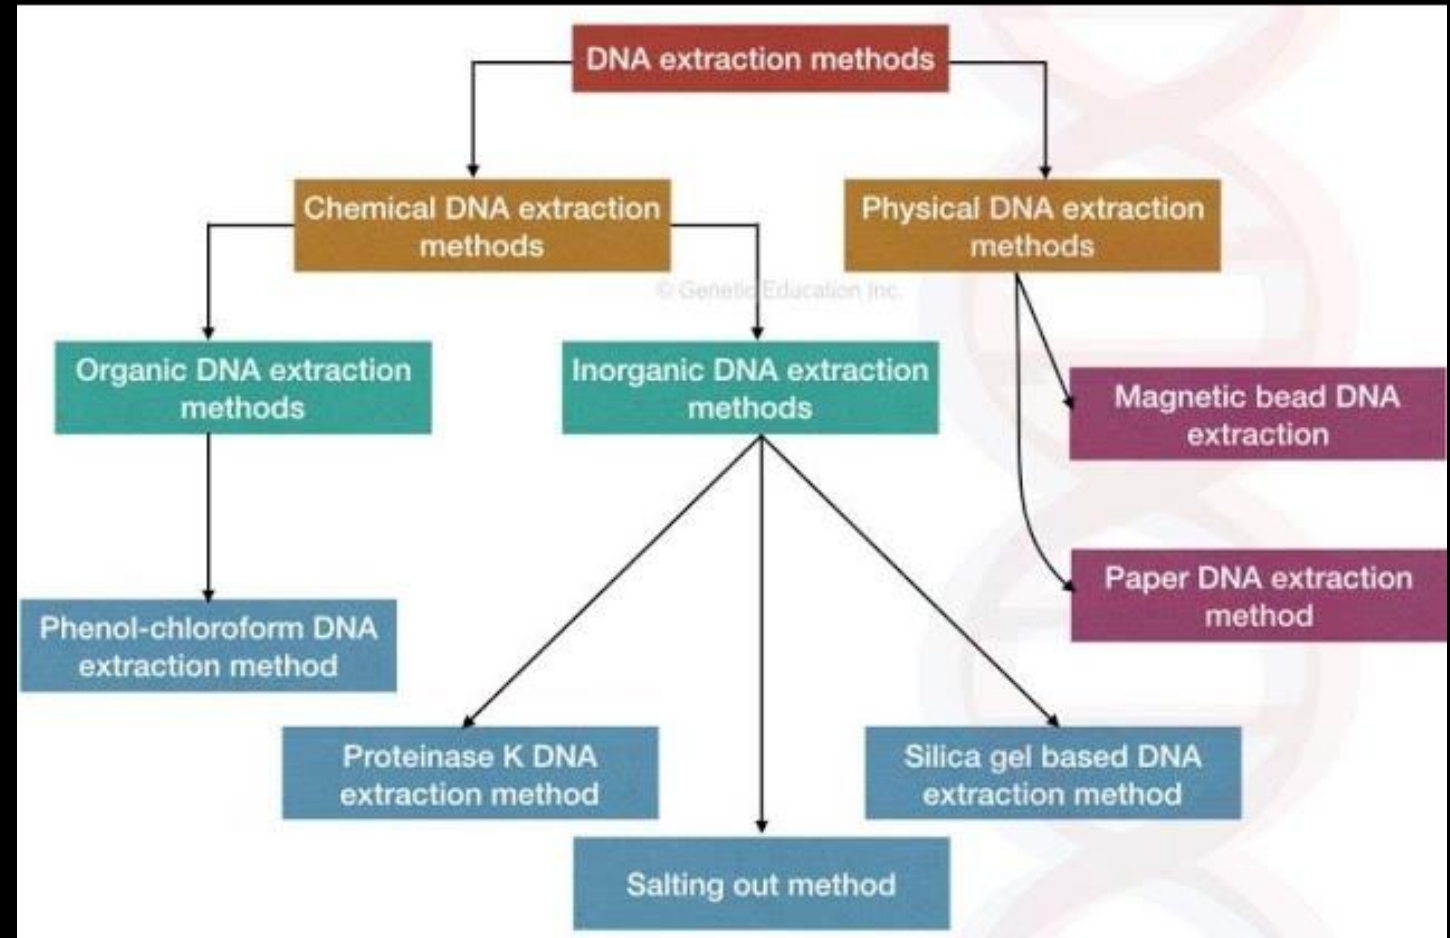 DNA extraction methods
Chemical DNA extraction
methods
Physical DNA extraction
methods
© Genetic Education Inc.
Organic DNA extraction
methods
Inorganic DNA extraction
methods
Magnetic bead DNA
extraction
Paper DNA extraction
method
Phenol-chloroform DNA
extraction method
Proteinase K DNA
extraction method
Silica gel based DNA
extraction method
Salting out method